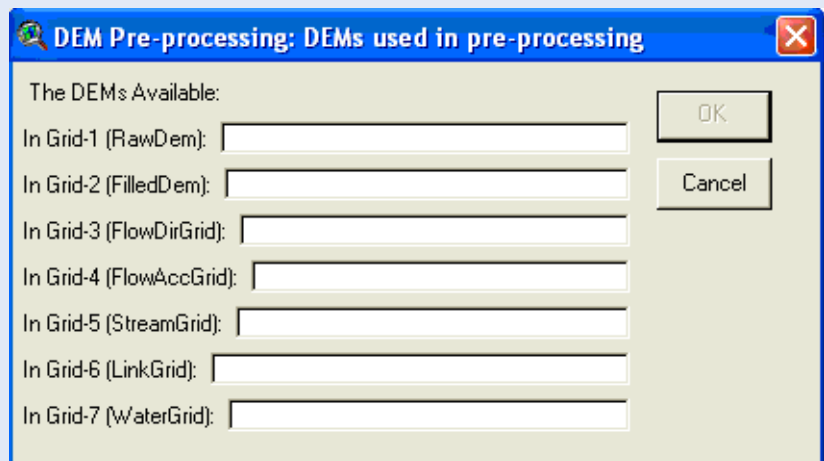 DEM Pre-processing: DEMs used in pre-processing
The DEMs Available:
OK
In Grid-1 (RawDem):
In Grid-2 (FilledDem):
Cancel
In Grid-3 (FlowDirGrid):
In Grid-4 (FlowAccGrid):
In Grid-5 (StreamGrid):
In Grid-6 (LinkGrid):
In Grid-7 (WaterGrid):